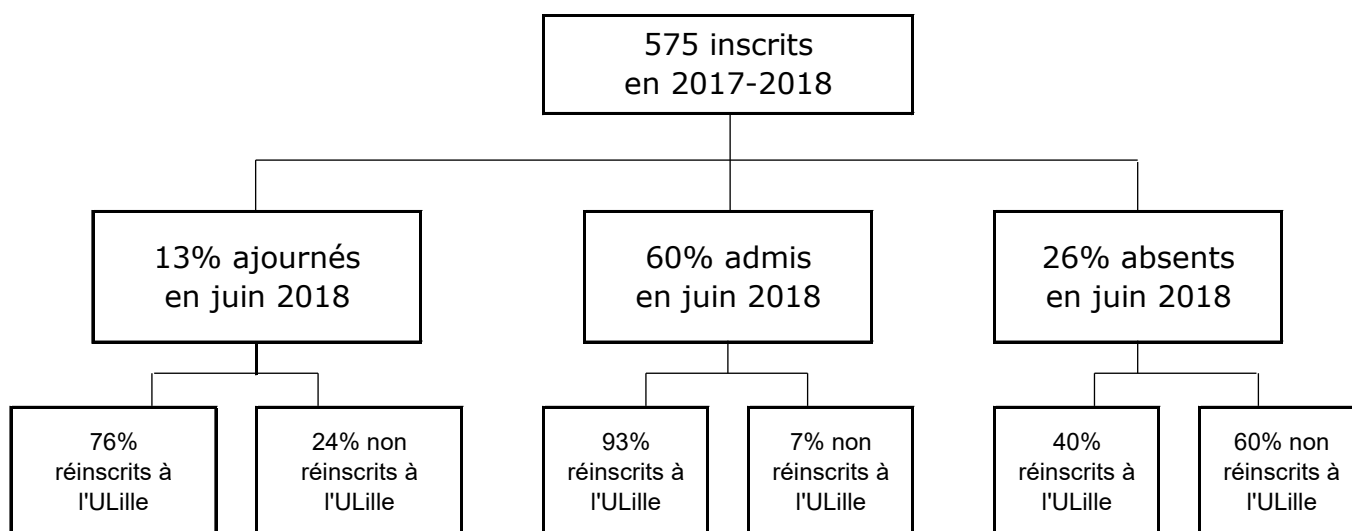 575 inscrits
en 2017-2018
13% ajournés
en juin 2018
60% admis
en juin 2018
26% absents
en juin 2018
76%
réinscrits à
l'ULille
24% non
réinscrits à
l'ULille
93%
réinscrits à
l'ULille
7% non
réinscrits à
l'ULille
40%
réinscrits à
l'ULille
60% non
réinscrits à
l'ULille